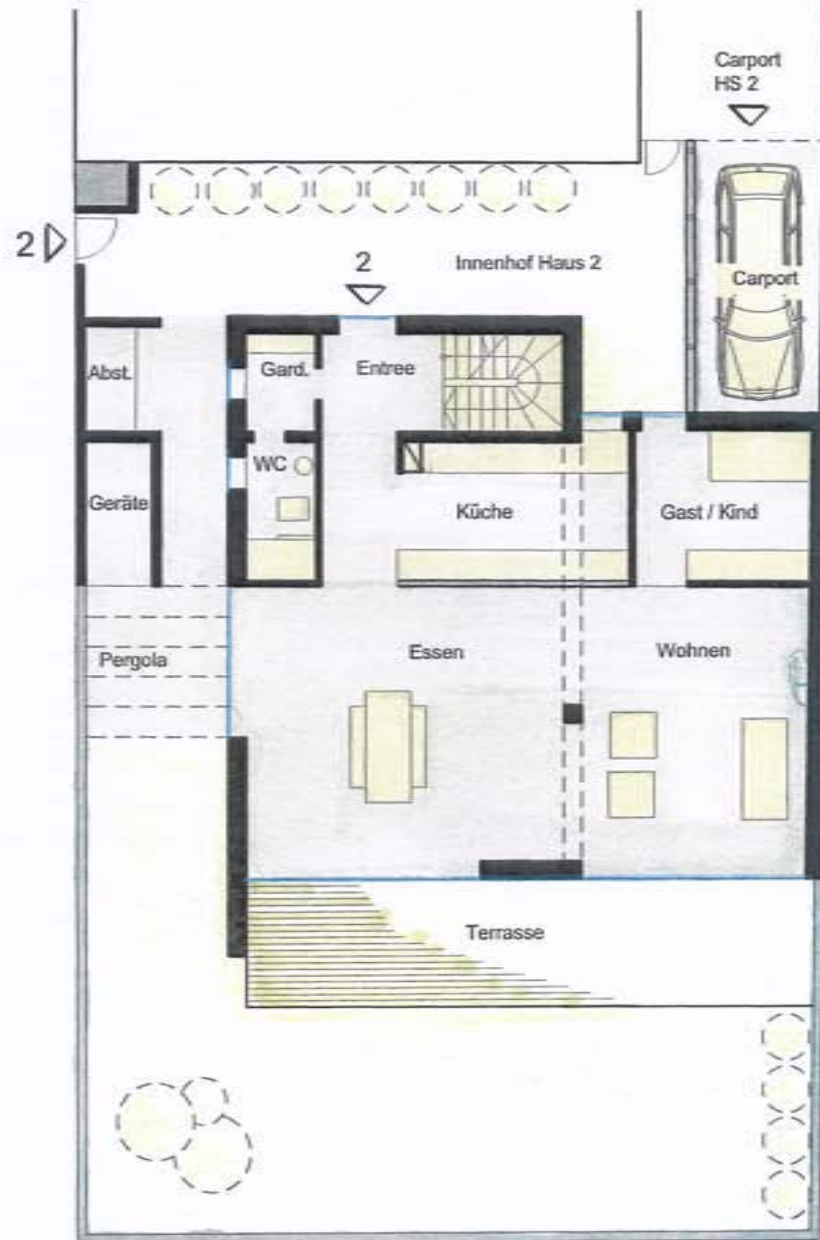 Carport
HS 2
2
2
Innenhof Haus 2
Carport
Abst.
Gard.
Entree
WC
Geräte
Küche
Gast / Kind
Pergola
Essen
Wohnen
Terrasse